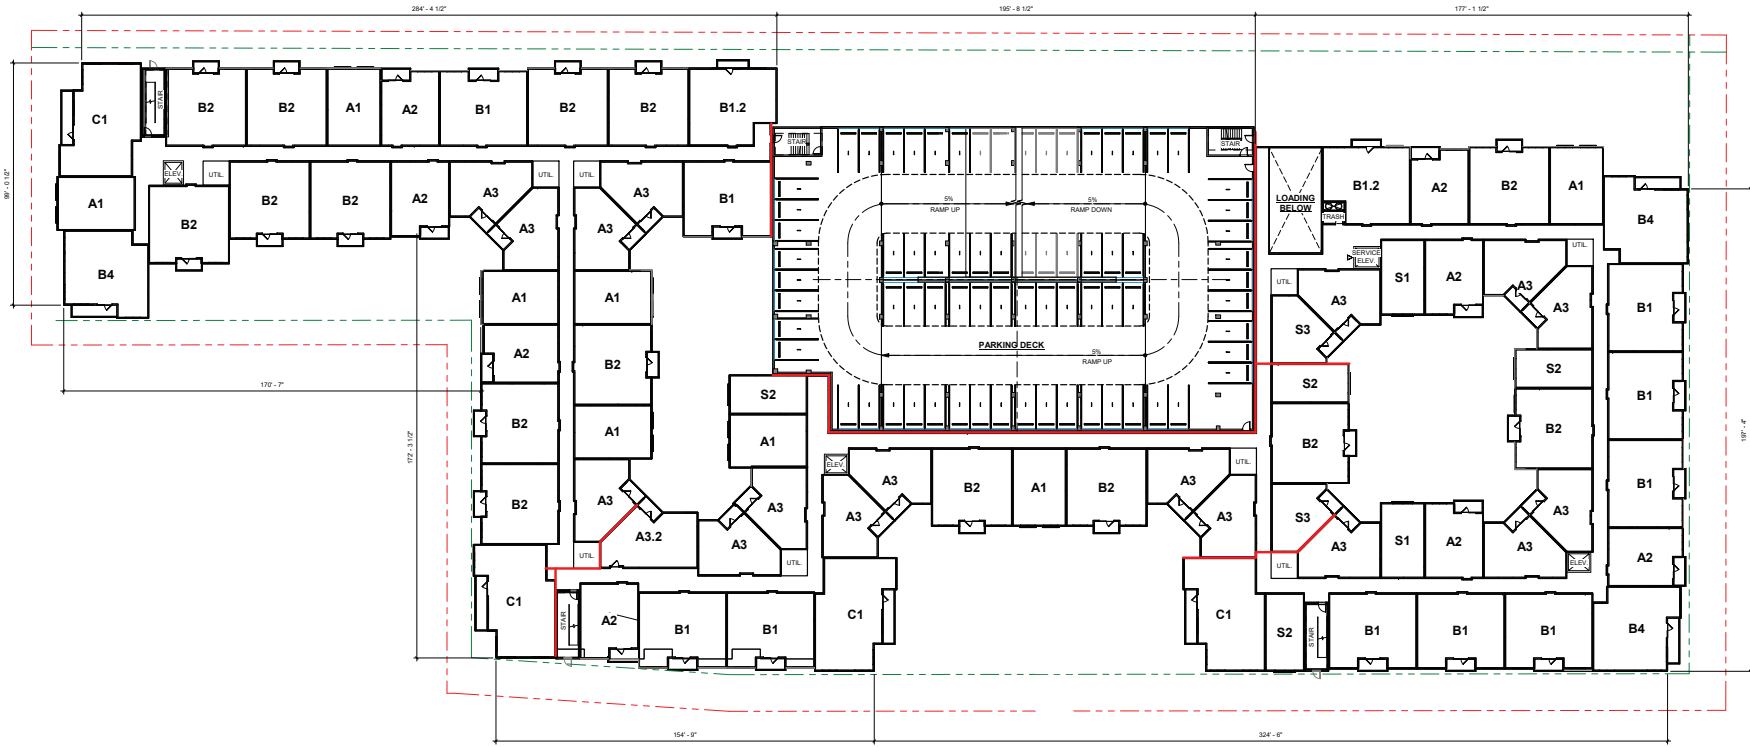 284' - 4 1/2"
195' - 8 1/2"
177' - 1 1/2"
C1
STAIR
B2
B2
A1
A2
B1
B2
B2
B1.2
99' - 0 1/2"
ELEV.
UTIL.
A1
B2
B2
B2
A2
A3
A3
UTIL.
UTIL.
A3
A3
B1
B4
STAIR
STAIR
5%
RAMP UP
5%
RAMP DOWN
PARKING DECK
5%
RAMP UP
LOADING
BELOW
B1.2
A2
B2
A1
TRASH
B4
SERVICE
ELEV.
S1
A2
UTIL.
UTIL.
A3
A3
A3
S3
B1
A1
A1
A2
B2
S2
A1
A1
B2
B2
170' - 7"
172' - 3 1/2"
S2
S2
B2
B2
B1
B1
197' - 4"
ELEV.
A3
A3
B2
A1
B2
A3
A3
UTIL.
A3
A3.2
A3
A3
UTIL.
UTIL.
S3
A3
S1
A2
A3
A3
UTIL.
ELEV.
A2
C1
STAIR
A2
B1
B1
C1
C1
S2
STAIR
B1
B1
B1
B4
154' - 9"
324' - 6"